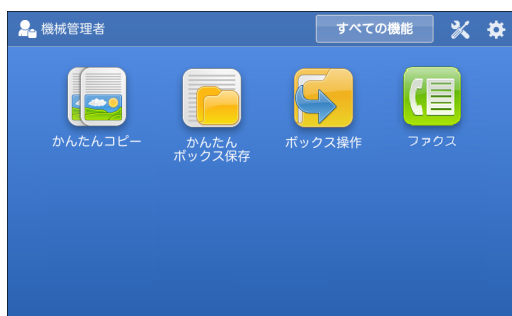 機械管理者
すべての機能
かんたんコピー
かんたん
ボックス保存
ボックス操作
ファクス